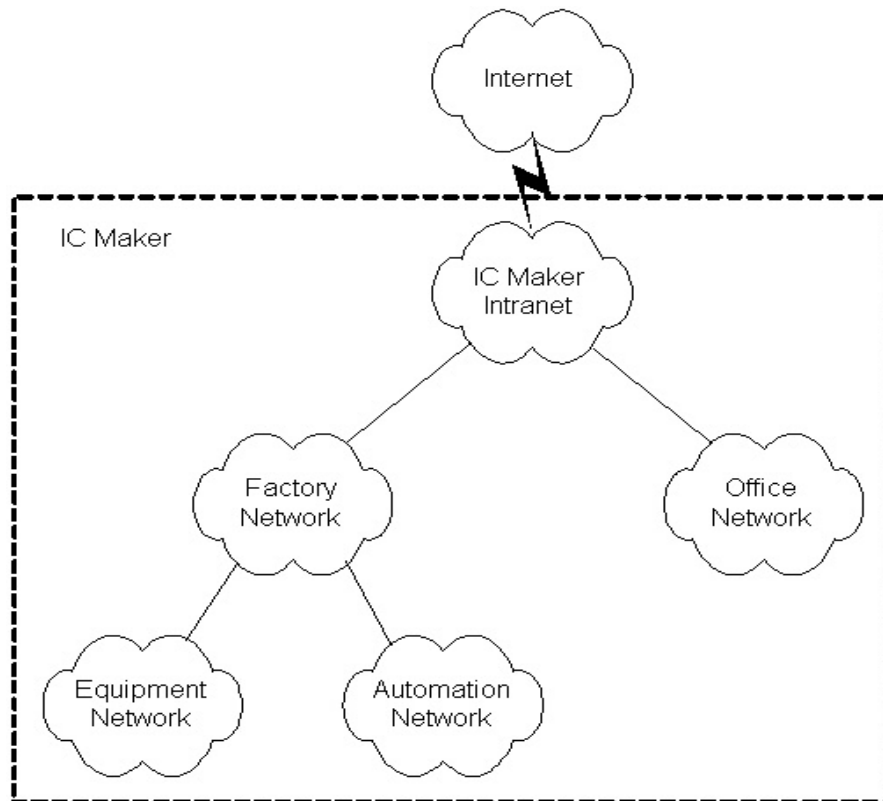 Internet
IC Maker
IC Maker
Intranet
Factory
Network
Office
Network
Equipment
Network
Automation
Network